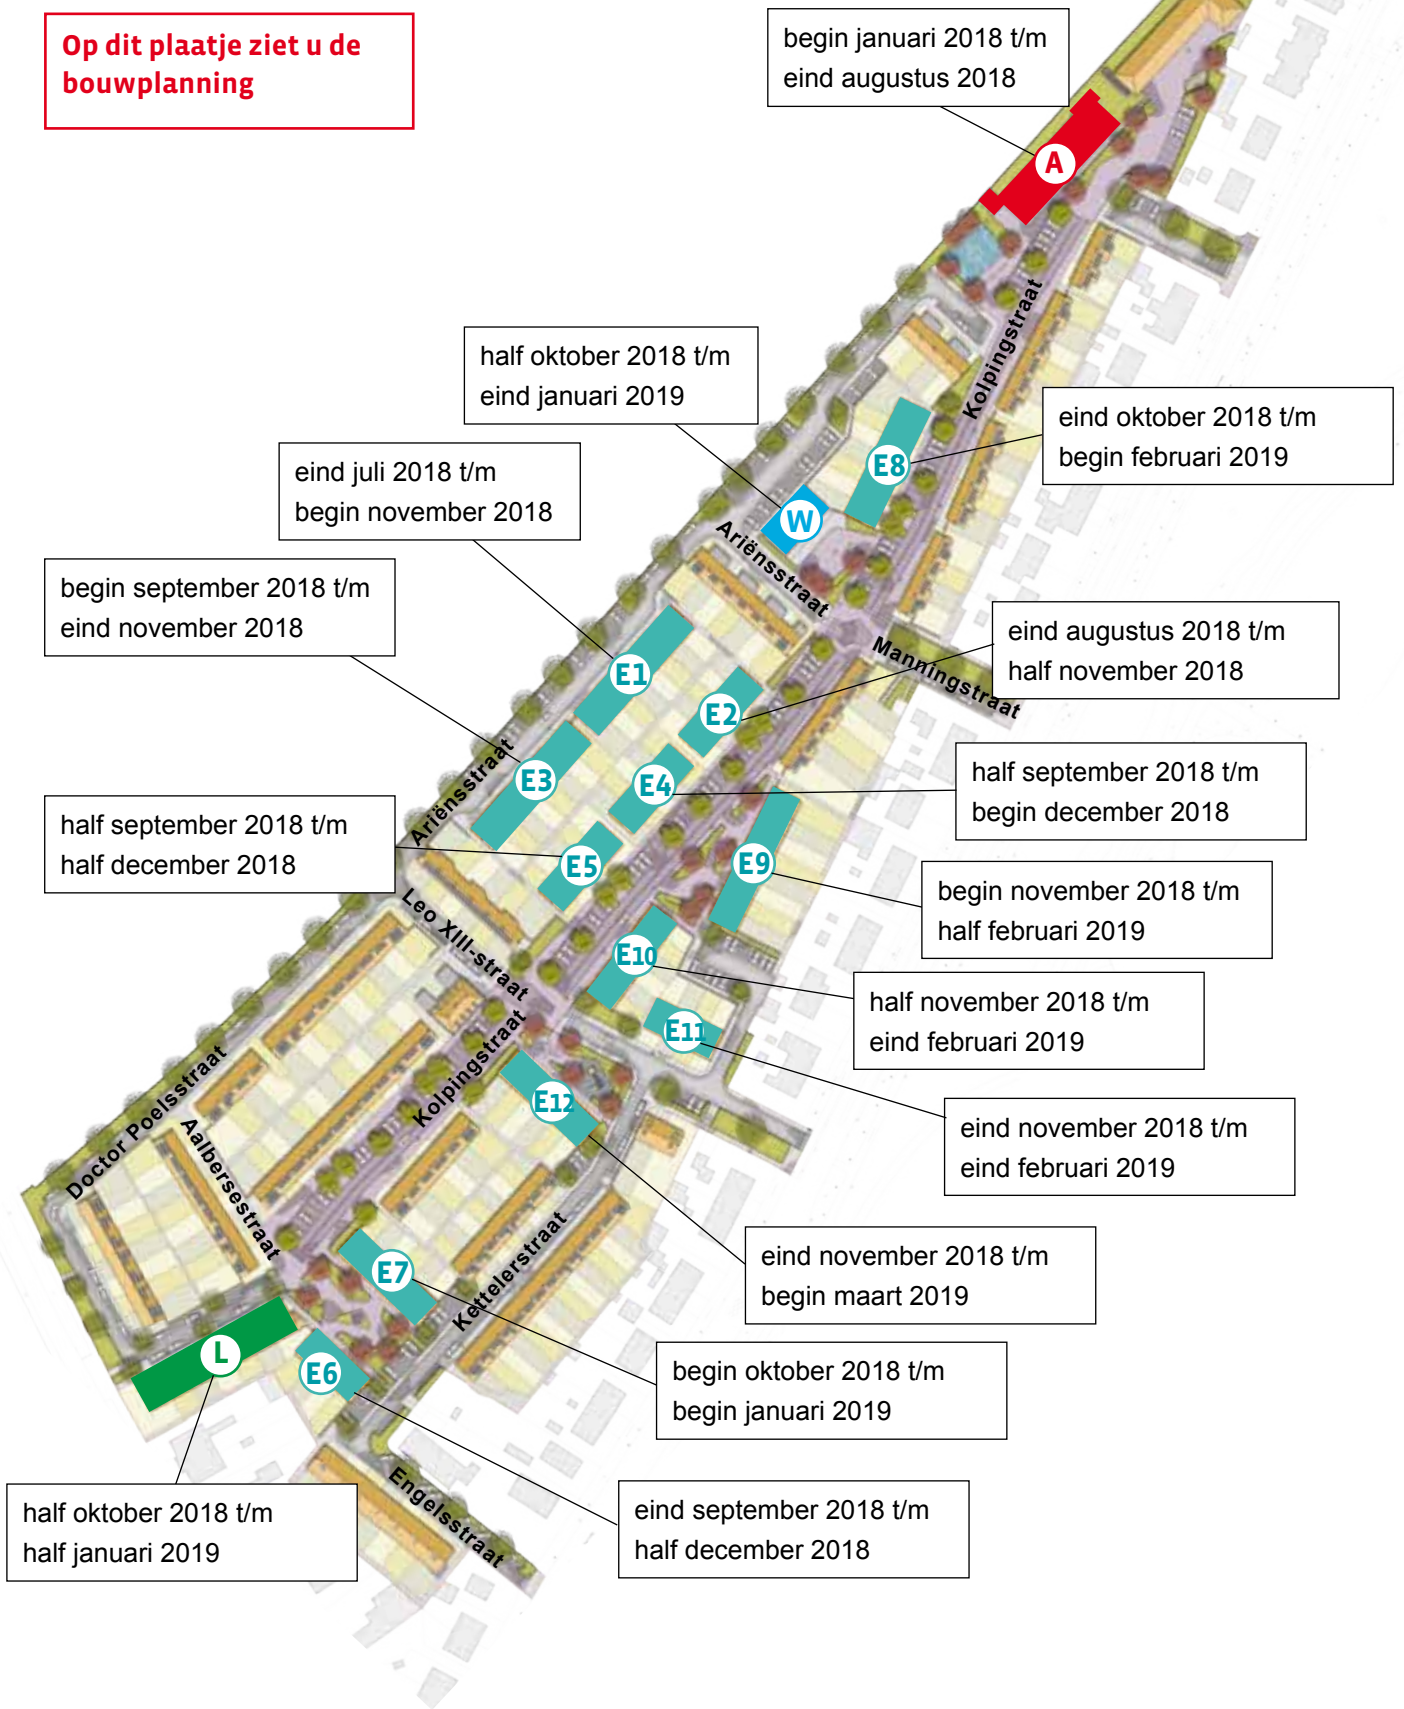 Op dit plaatje ziet u de
bouwplanning
begin januari 2018 t/m
eind augustus 2018
A
Kolpingstraat
half oktober 2018 t/m
eind januari 2019
eind oktober 2018 t/m
begin februari 2019
E8
W
Ariënsstraat
eind juli 2018 t/m
begin november 2018
begin september 2018 t/m
eind november 2018
eind augustus 2018 t/m
half november 2018
Manningstraat
E1
E2
E3
E4
Ariënsstraat
half september 2018 t/m
begin december 2018
half september 2018 t/m
half december 2018
E5
E9
begin november 2018 t/m
half februari 2019
Leo XIII-straat
E10
half november 2018 t/m
eind februari 2019
E11
Kolpingstraat
Doctor Poelsstraat
E12
eind november 2018 t/m
eind februari 2019
Aalbersestraat
Kettelerstraat
eind november 2018 t/m
begin maart 2019
E7
L
E6
begin oktober 2018 t/m
begin januari 2019
Engelsstraat
half oktober 2018 t/m
half januari 2019
eind september 2018 t/m
half december 2018